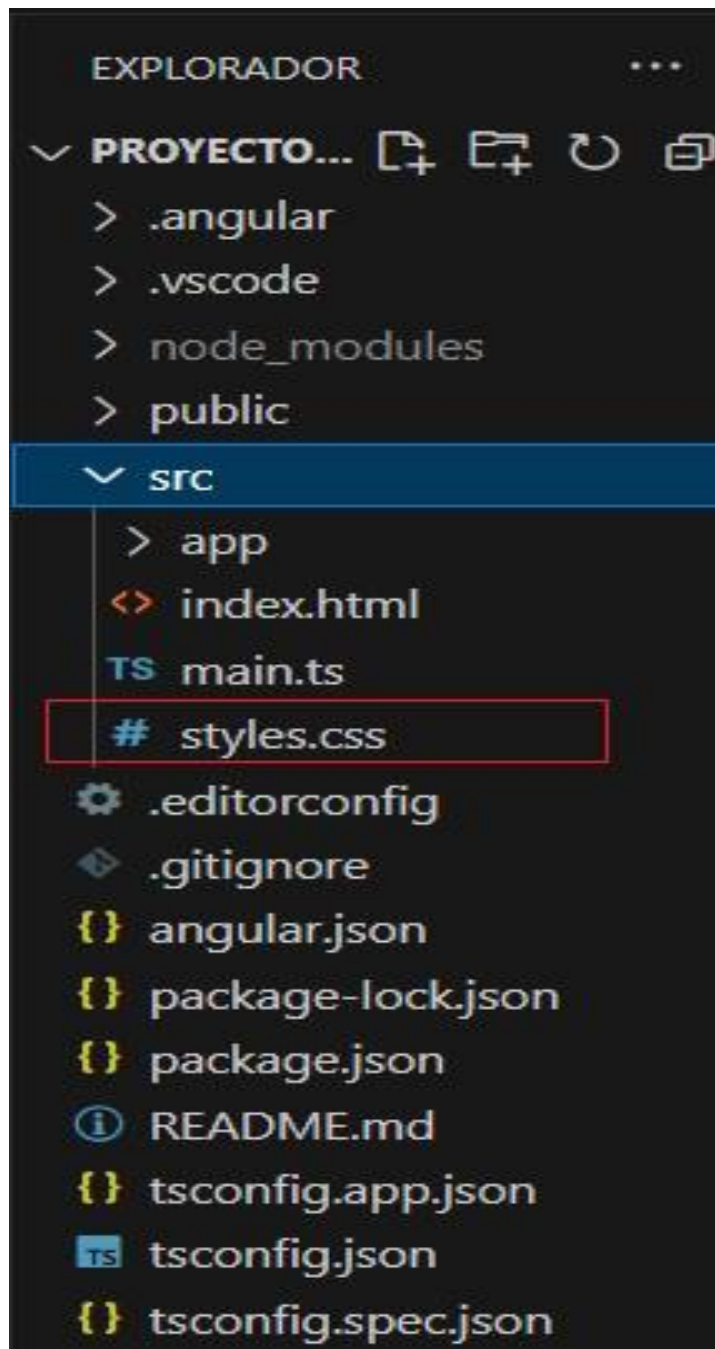 EXPLORADOR ···
PROYECTO...
.angular
.vscode
node_modules
public
src
app
<> index.html
TS main.ts
# styles.css
.editorconfig
.gitignore
{} angular.json
{} package-lock.json
{} package.json
README.md
{} tsconfig.app.json
TS tsconfig.json
{} tsconfig.spec.json